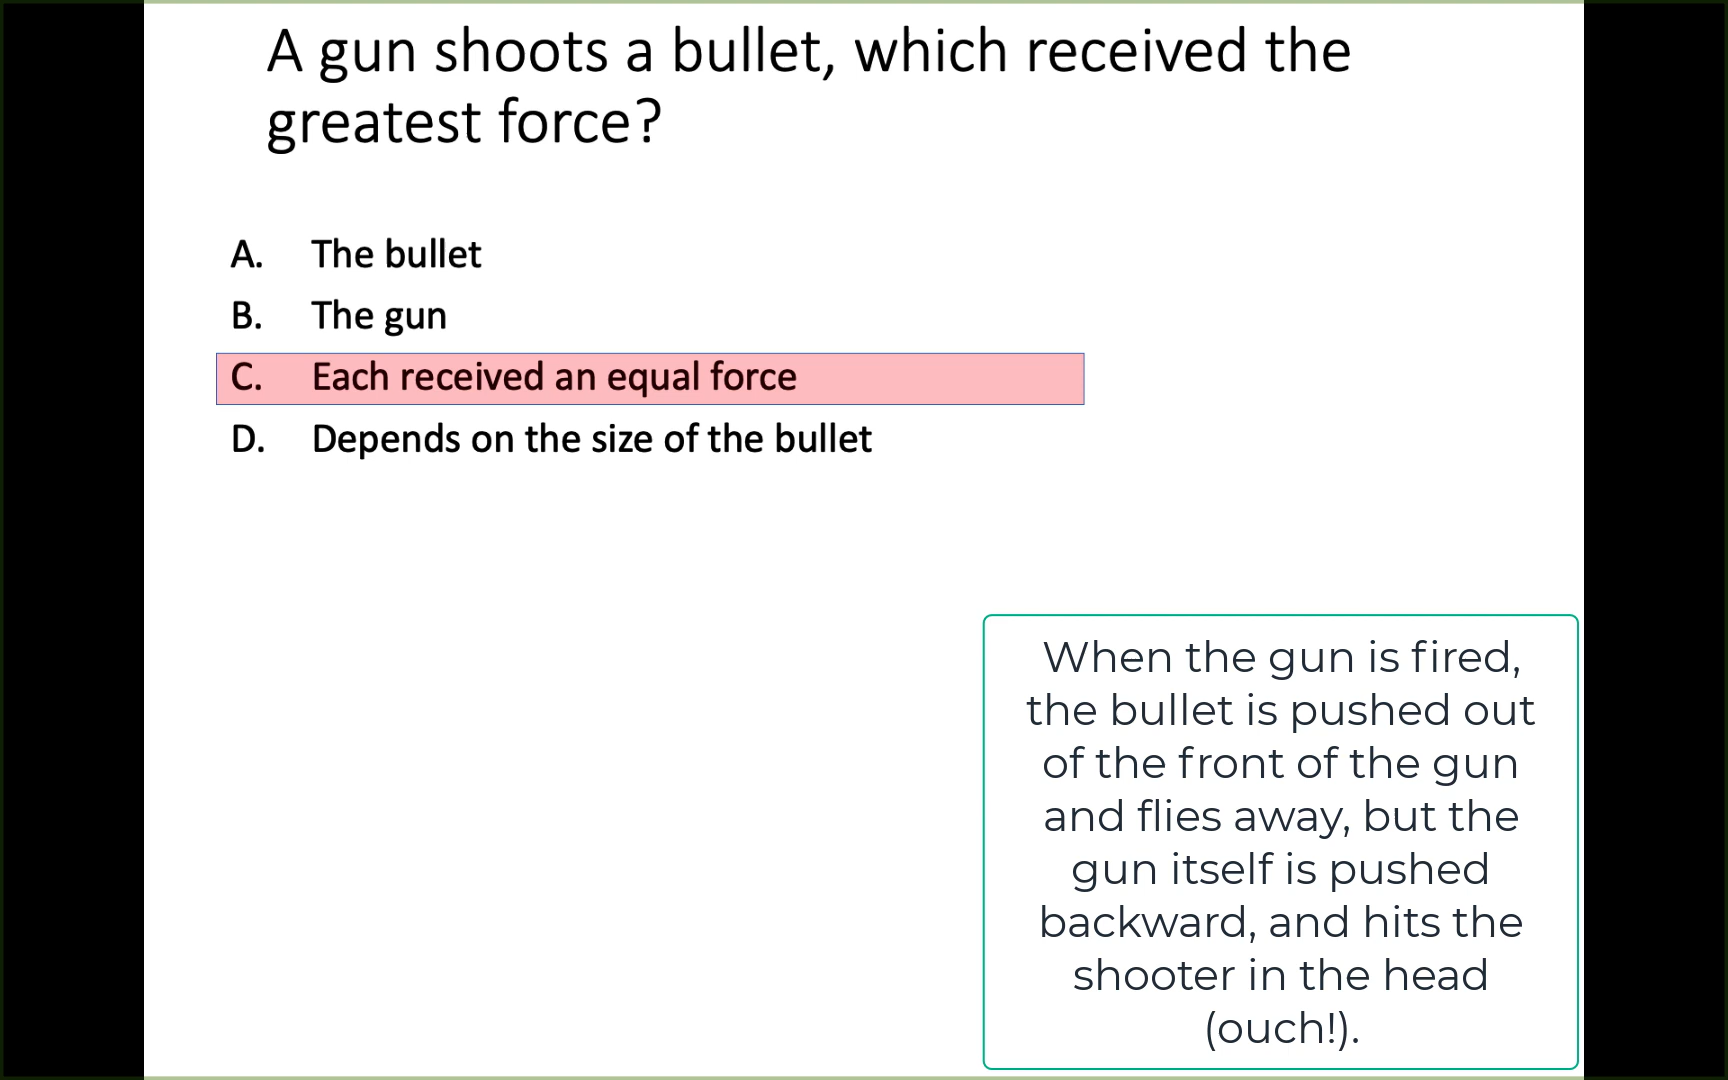 A gun shoots a bullet, which received the
greatest force?
A. The bullet
B. The gun
C. Each received an equal force
D. Depends on the size of the bullet
When the gun is fired,
the bullet is pushed out
of the front of the gun
and flies away, but the
gun itself is pushed
backward, and hits the
shooter in the head
(ouch!).